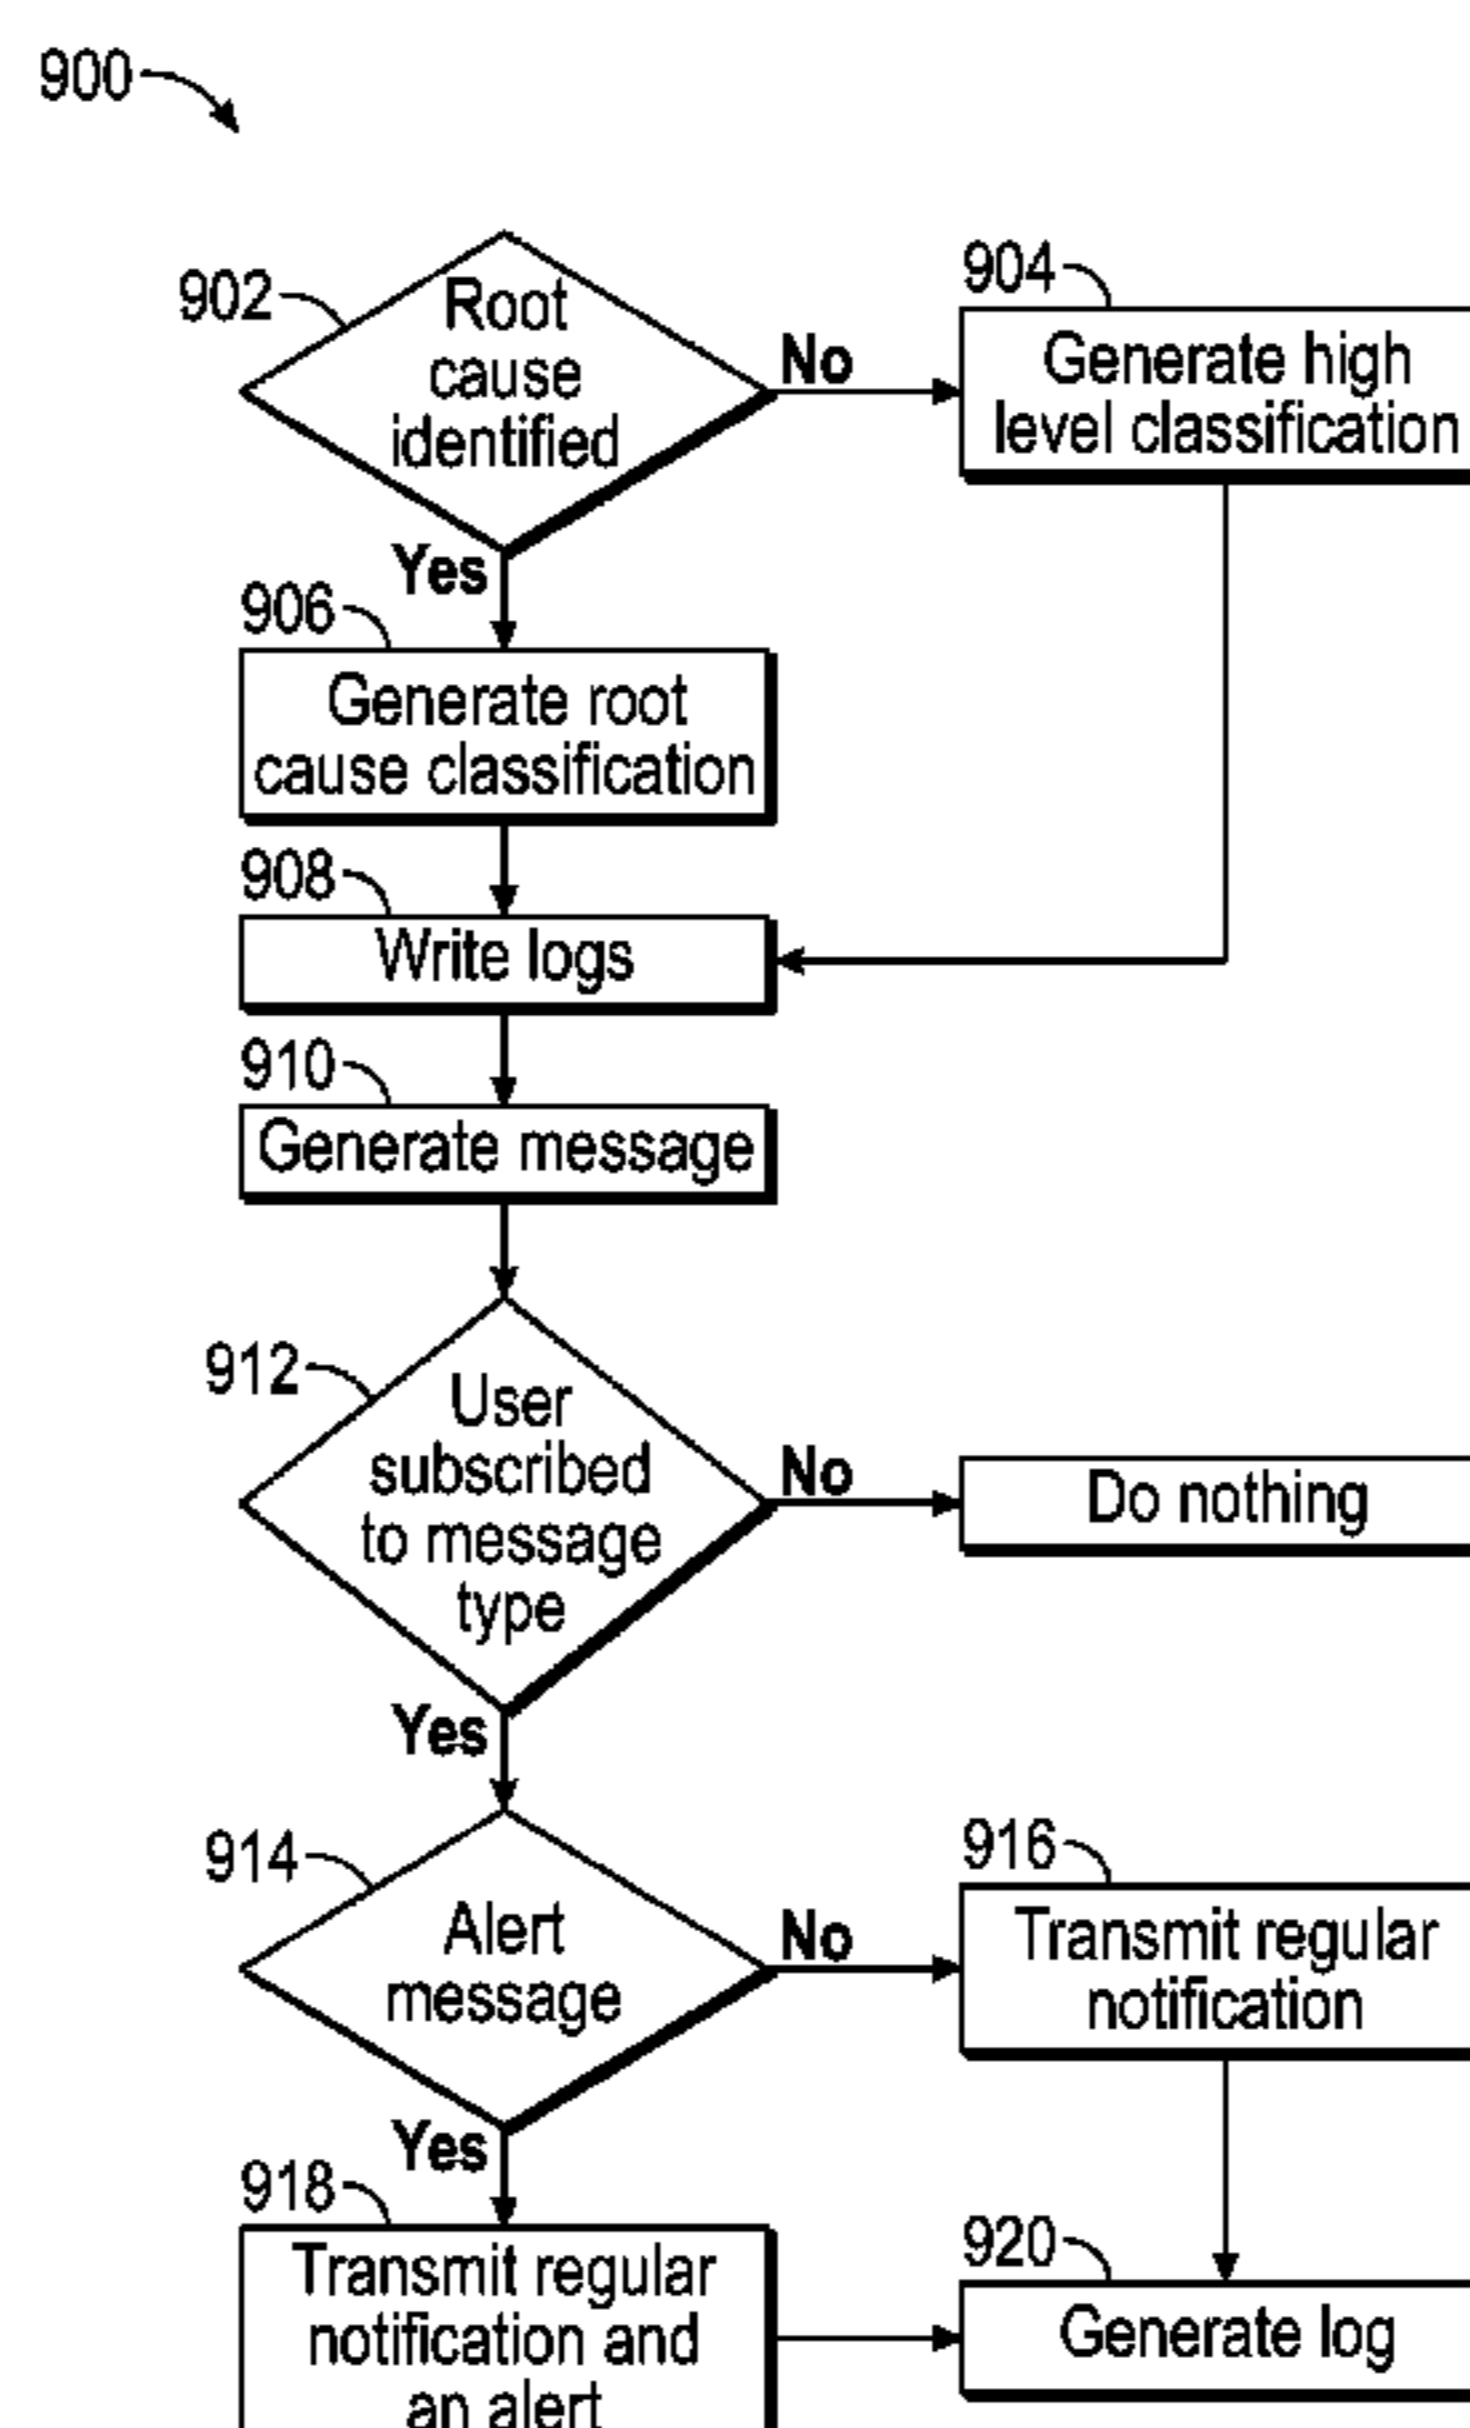 900
902
Root
cause
identified
No
904
Generate high
level classification
Yes
906
Generate root
cause classification
908
Write logs
910
Generate message
912
User
subscribed
to message
type
No
Do nothing
Yes
914
Alert
message
No
916
Transmit regular
notification
Yes
918
Transmit regular
notification and
an alert
920
Generate log